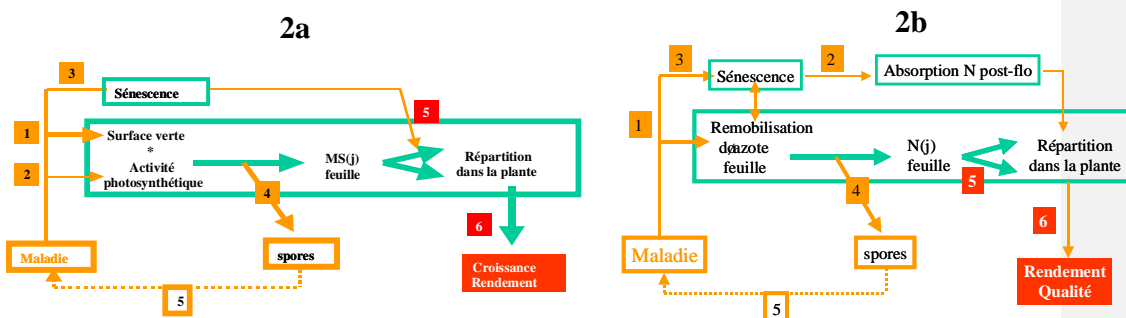 2a
3
Sénescence
5
1
Surface verte
*
Activité
photosynthétique
2
MS(j)
feuille
Répartition
dans la plante
4
6
Maladie
spores
Croissance
Rendement
5
2b
3
Sénescence
2
Absorption N post-flo
1
Remobilisation
døazote
feuille
N(j)
feuille
Répartition
dans la plante
5
4
6
Maladie
spores
Rendement
Qualité
5